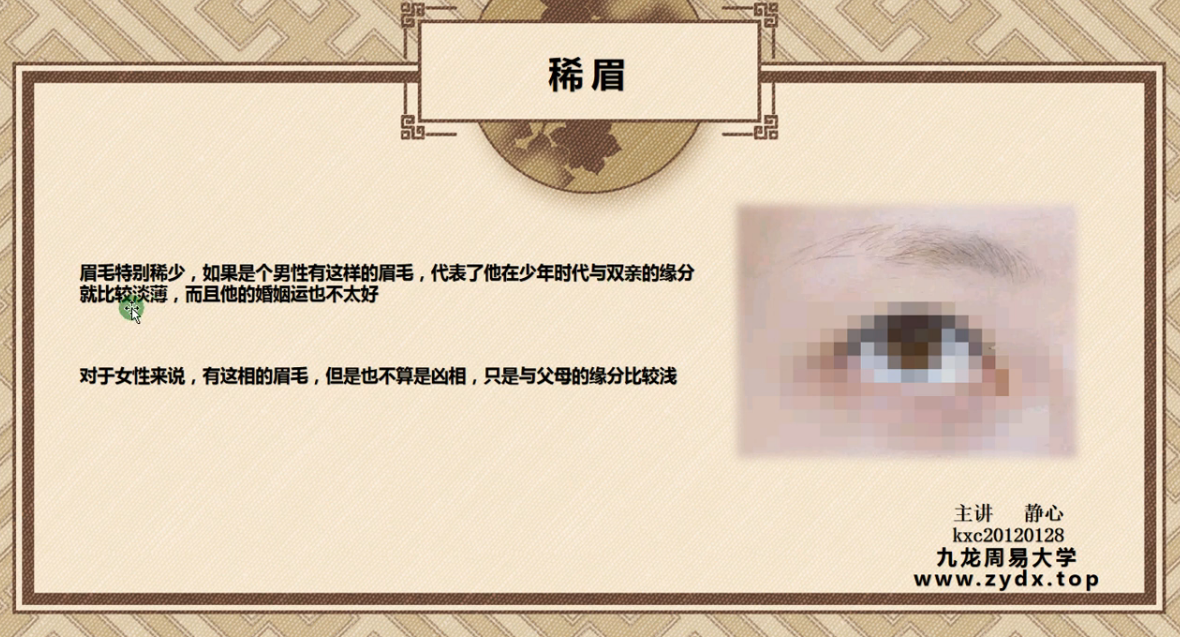 稀眉
眉毛特别稀少，如果是个男性有这样的眉毛，代表了他在少年时代与双亲的缘分
就比较淡薄，而且他的婚姻运也不太好
对于女性来说，有这相的眉毛，但是也不算是凶相，只是与父母的缘分比较浅
主讲 静心
kxc20120128
九龙周易大学
www.zydx.top